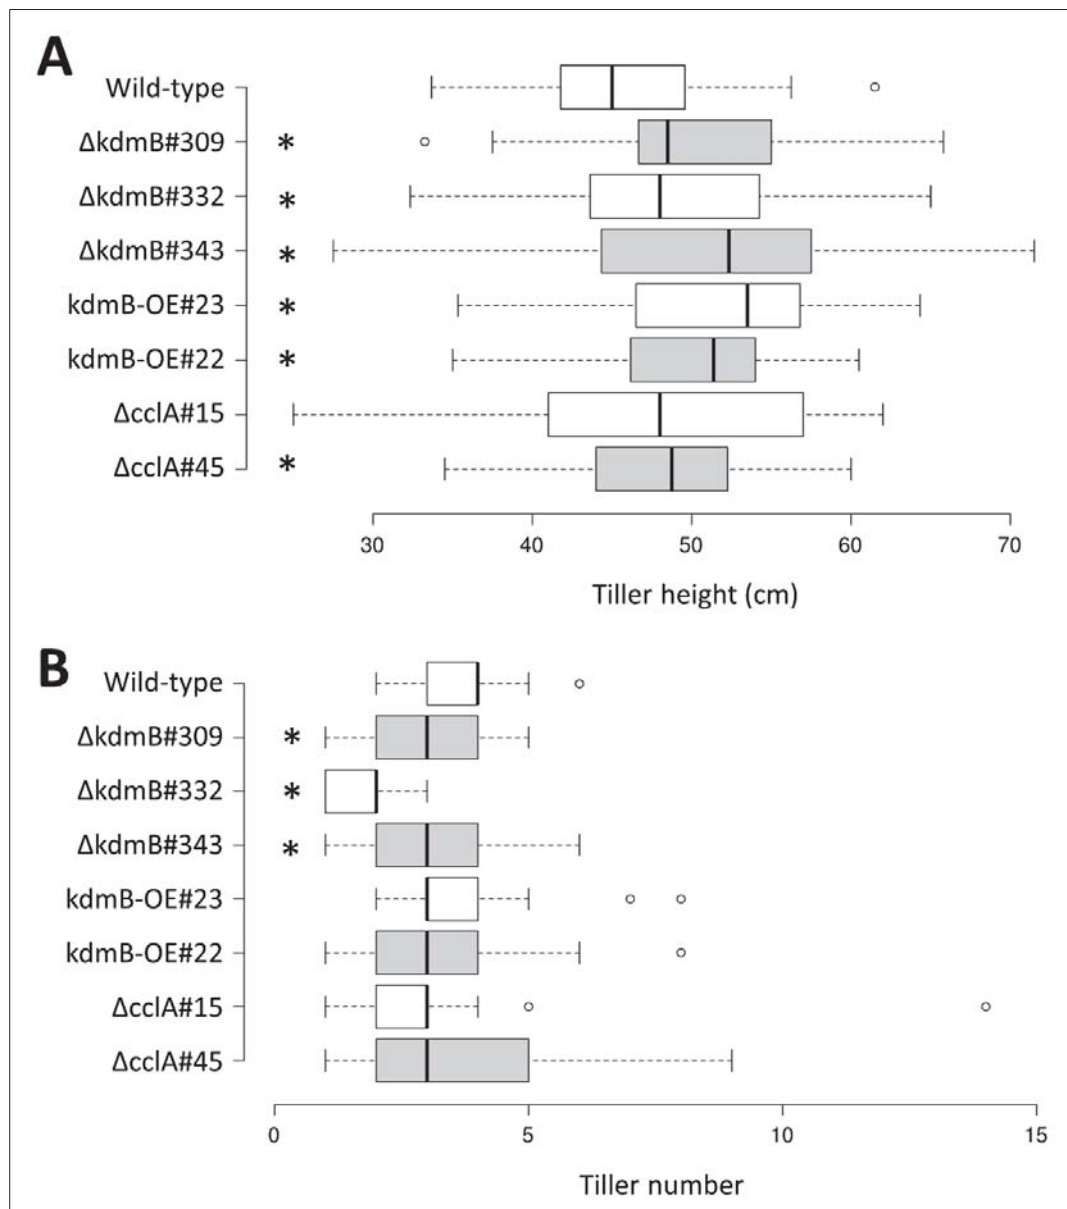 A
Wild-type
ΔkdmB#309 *
ΔkdmB#332 *
ΔkdmB#343 *
kdmB-OE#23 *
kdmB-OE#22 *
ΔcclA#15
ΔcclA#45 *
30 40 50 60 70
Tiller height (cm)
B
Wild-type
ΔkdmB#309 *
ΔkdmB#332 *
ΔkdmB#343 *
kdmB-OE#23
kdmB-OE#22
ΔcclA#15
ΔcclA#45
0 5 10 15
Tiller number